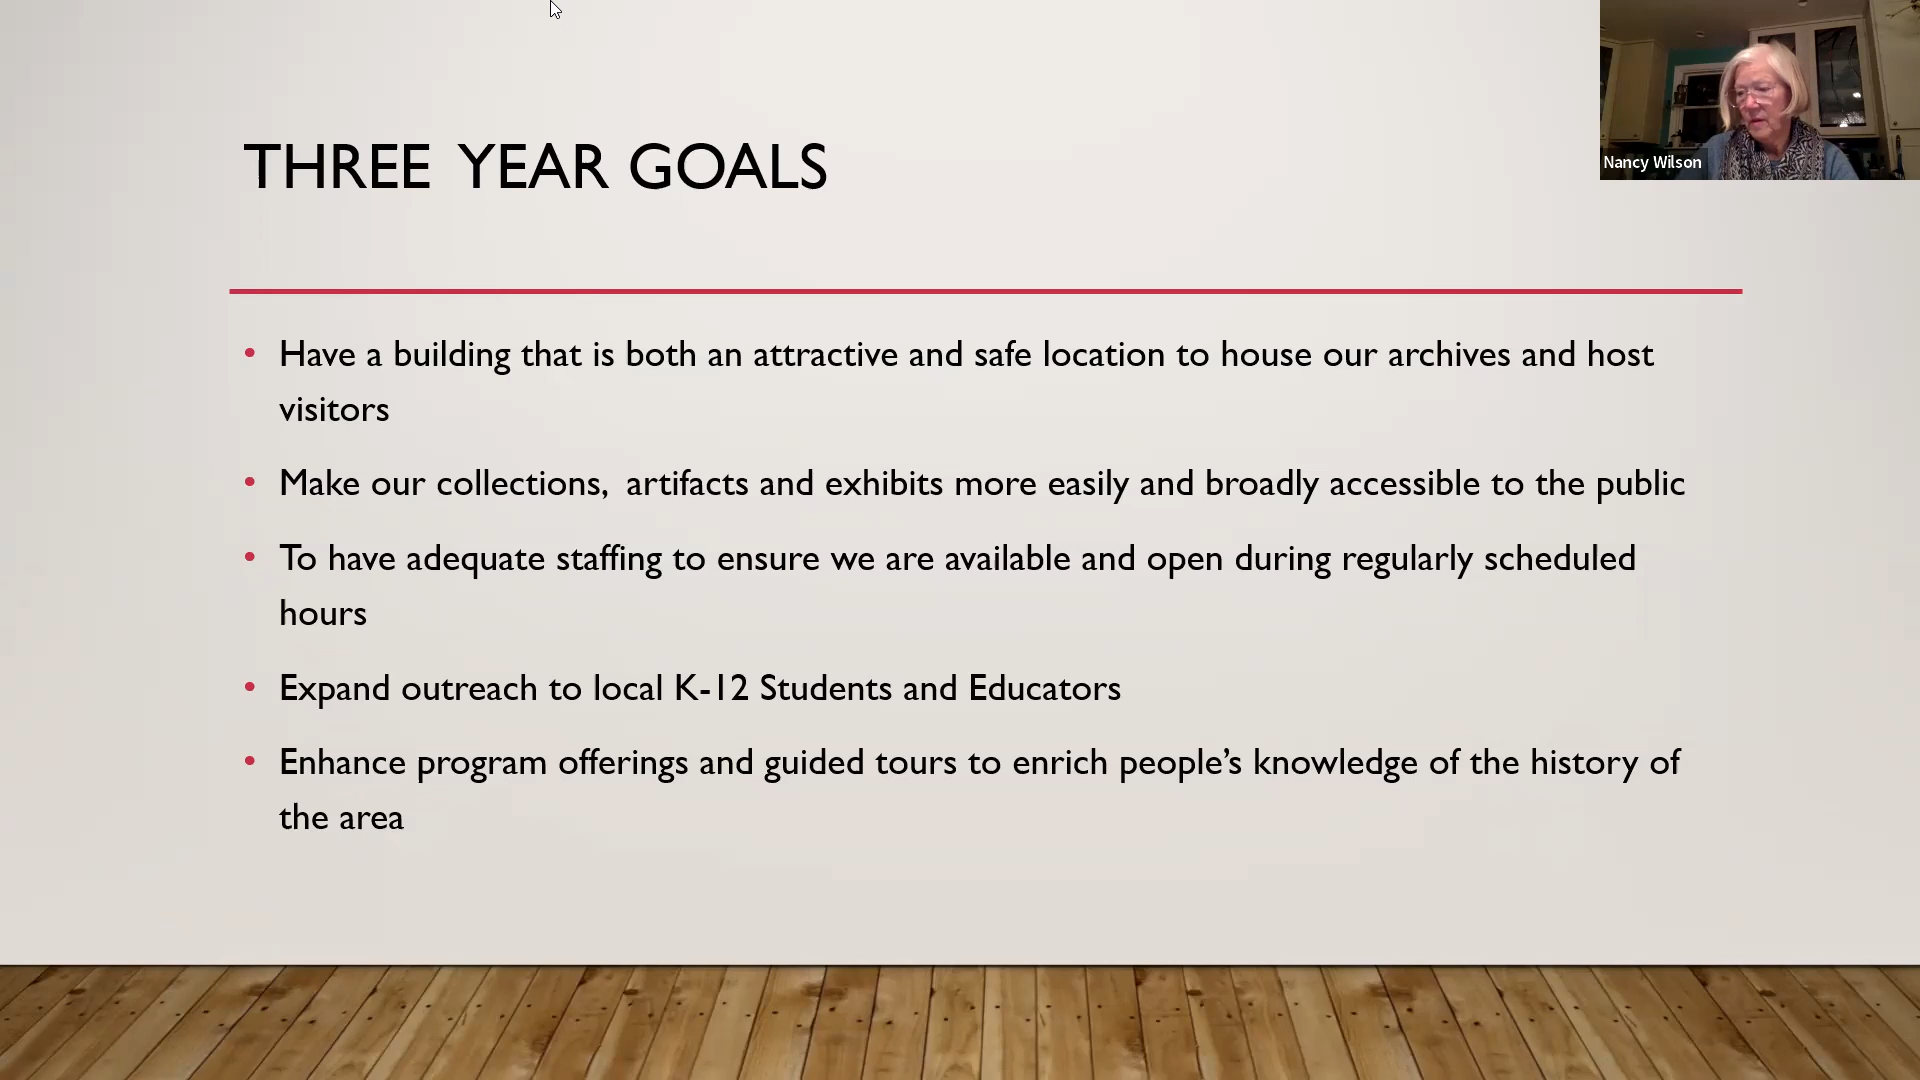 THREE YEAR GOALS
Nancy Wilson
• Have a building that is both an attractive and safe location to house our archives and host
visitors
• Make our collections, artifacts and exhibits more easily and broadly accessible to the public
• To have adequate staffing to ensure we are available and open during regularly scheduled
hours
• Expand outreach to local K-12 Students and Educators
• Enhance program offerings and guided tours to enrich people’s knowledge of the history of
the area